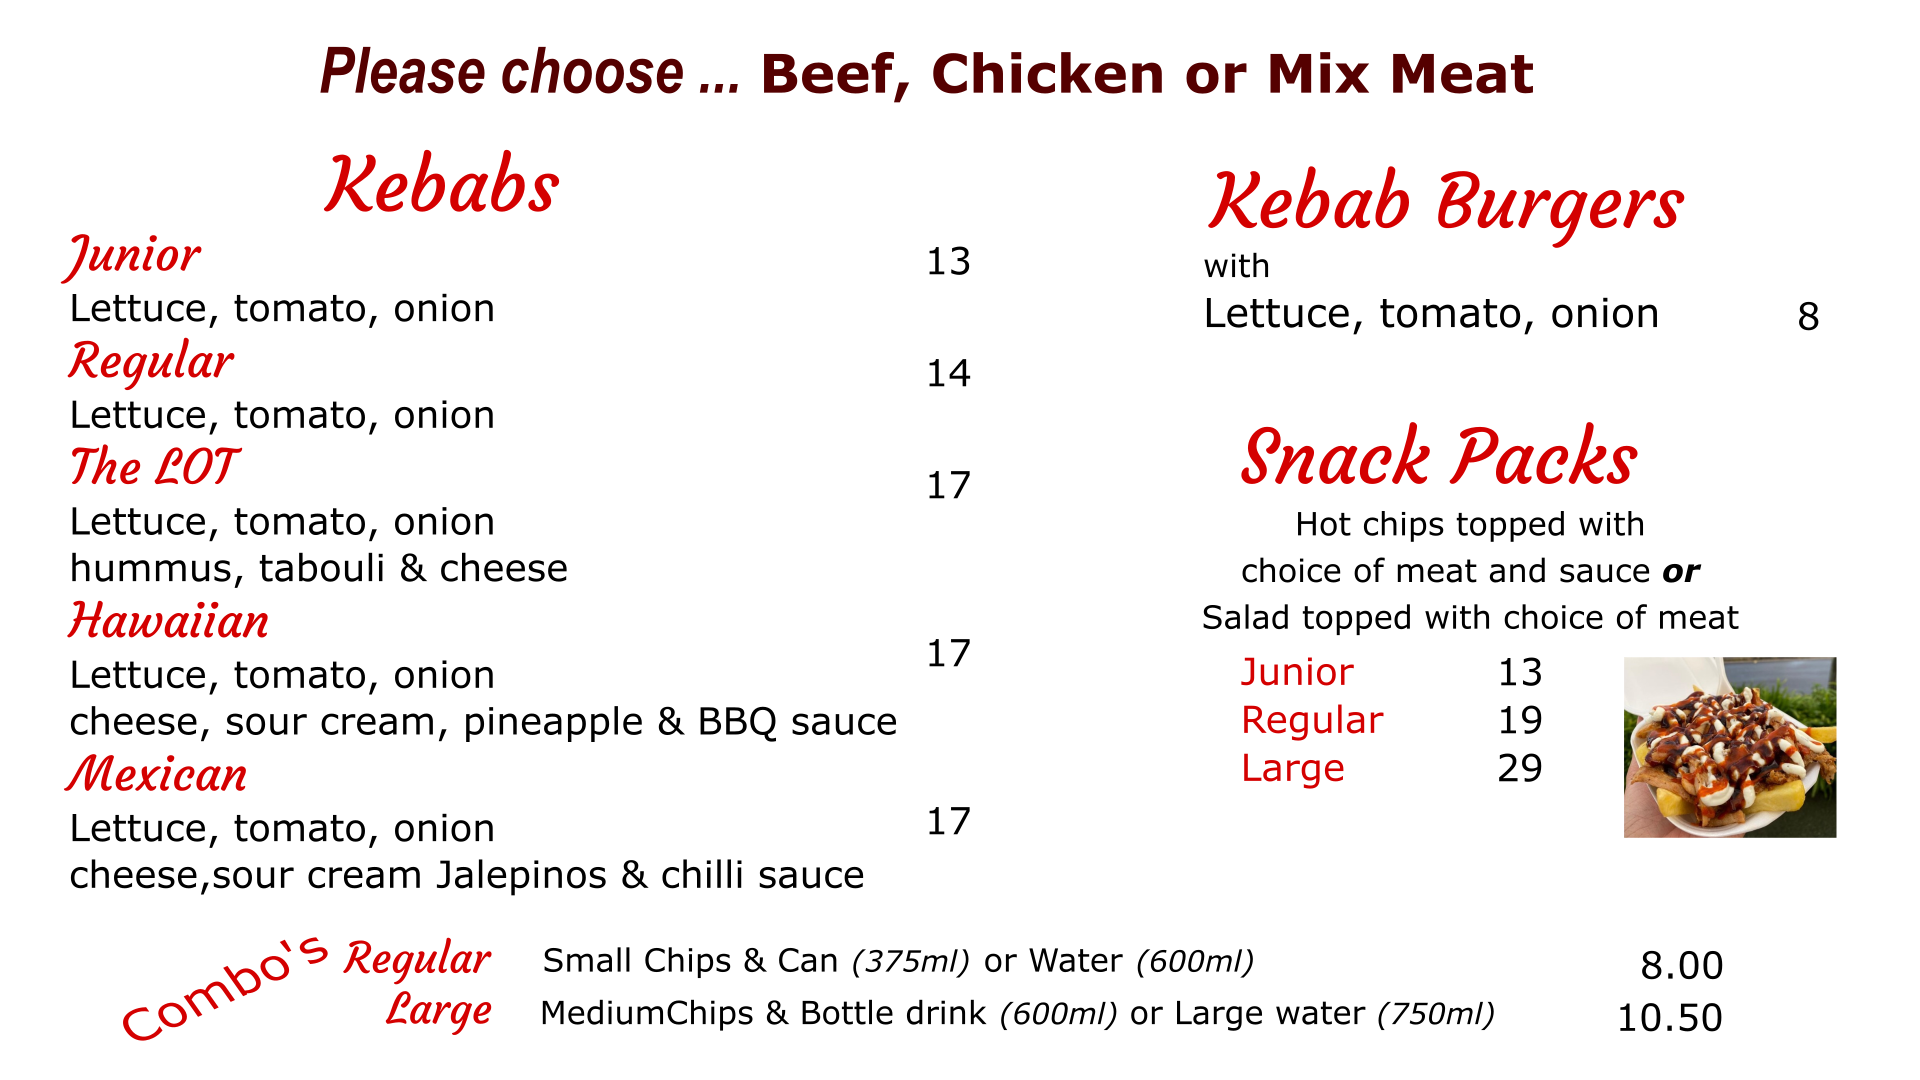 Please choose ... Beef, Chicken or Mix Meat
Kebabs
Junior 13
Lettuce, tomato, onion
Regular 14
Lettuce, tomato, onion
The LOT 17
Lettuce, tomato, onion
hummus, tabouli & cheese
Hawaiian 17
Lettuce, tomato, onion
cheese, sour cream, pineapple & BBQ sauce
Mexican 17
Lettuce, tomato, onion
cheese,sour cream Jalepinos & chilli sauce
Kebab Burgers
with
Lettuce, tomato, onion 8
Snack Packs
Hot chips topped with
choice of meat and sauce or
Salad topped with choice of meat
Junior 13
Regular 19
Large 29
Combo's
Regular Small Chips & Can (375ml) or Water (600ml) 8.00
Large MediumChips & Bottle drink (600ml) or Large water (750ml) 10.50